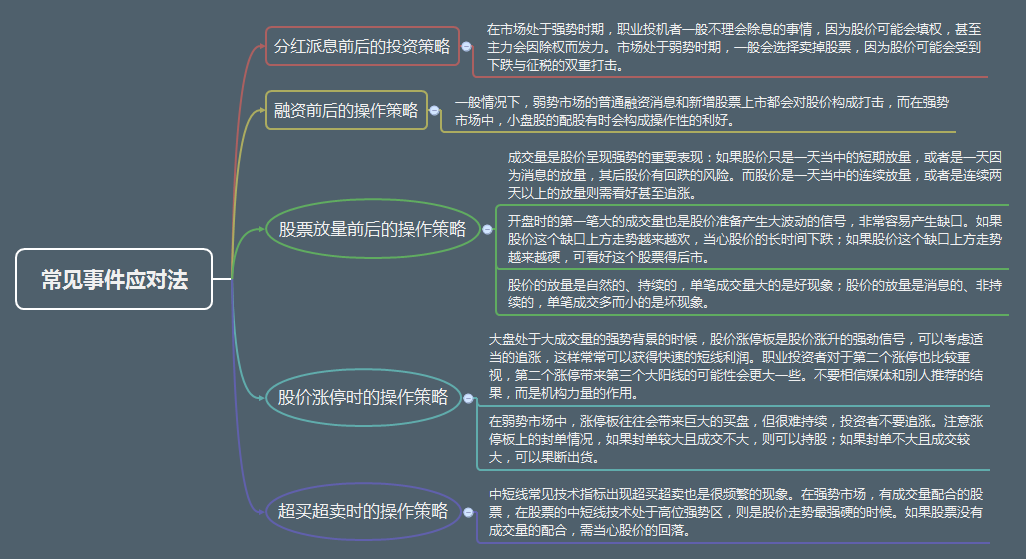 常见事件应对法
分红派息前后的投资策略
在市场处于强势时期，职业投机者一般不理会除息的事情，因为股价可能会填权，甚至
主力会因除权而发力。市场处于弱势时期，一般会选择卖掉股票，因为股价可能会受到
下跌与征税的双重打击。
融资前后的操作策略
一般情况下，弱势市场的普通融资消息和新增股票上市都会对股价构成打击，而在强势
市场中，小盘股的配股有时会构成操作性的利好。
股票放量前后的操作策略
成交量是股价呈现强势的重要表现：如果股价只是一天当中的短期放量，或者是一天因
为消息的放量，其后股价有回跌的风险。而股价是一天当中的连续放量，或者是连续两
天以上的放量则需看好甚至追涨。
开盘时的第一笔大的成交量也是股价准备产生大波动的信号，非常容易产生缺口。如果
股价这个缺口上方走势越来越欢，当心股价的长时间下跌；如果股价这个缺口上方走势
越来越硬，可看好这个股票得后市。
股价的放量是自然的、持续的，单笔成交量大的是好现象；股价的放量是消息的、非持
续的，单笔成交多而小的是坏现象。
股价涨停时的操作策略
大盘处于大成交量的强势背景的时候，股价涨停板是股价涨升的强劲信号，可以考虑适
当的追涨，这样常常可以获得快速的短线利润。职业投资者对于第二个涨停也比较重
视，第二个涨停带来第三个大阳线的可能性会更大一些。不要相信媒体和别人推荐的结
果，而是机构力量的作用。
在弱势市场中，涨停板往往会带来巨大的买盘，但很难持续，投资者不要追涨。注意涨
停板上的封单情况，如果封单较大且成交不大，则可以持股；如果封单不大且成交较
大，可以果断出货。
超买超卖时的操作策略
中短线常见技术指标出现超买超卖也是很频繁的现象。在强势市场，有成交量配合的股
票，在股票的中短线技术处于高位强势区，则是股价走势最强硬的时候。如果股票没有
成交量的配合，需当心股价的回落。